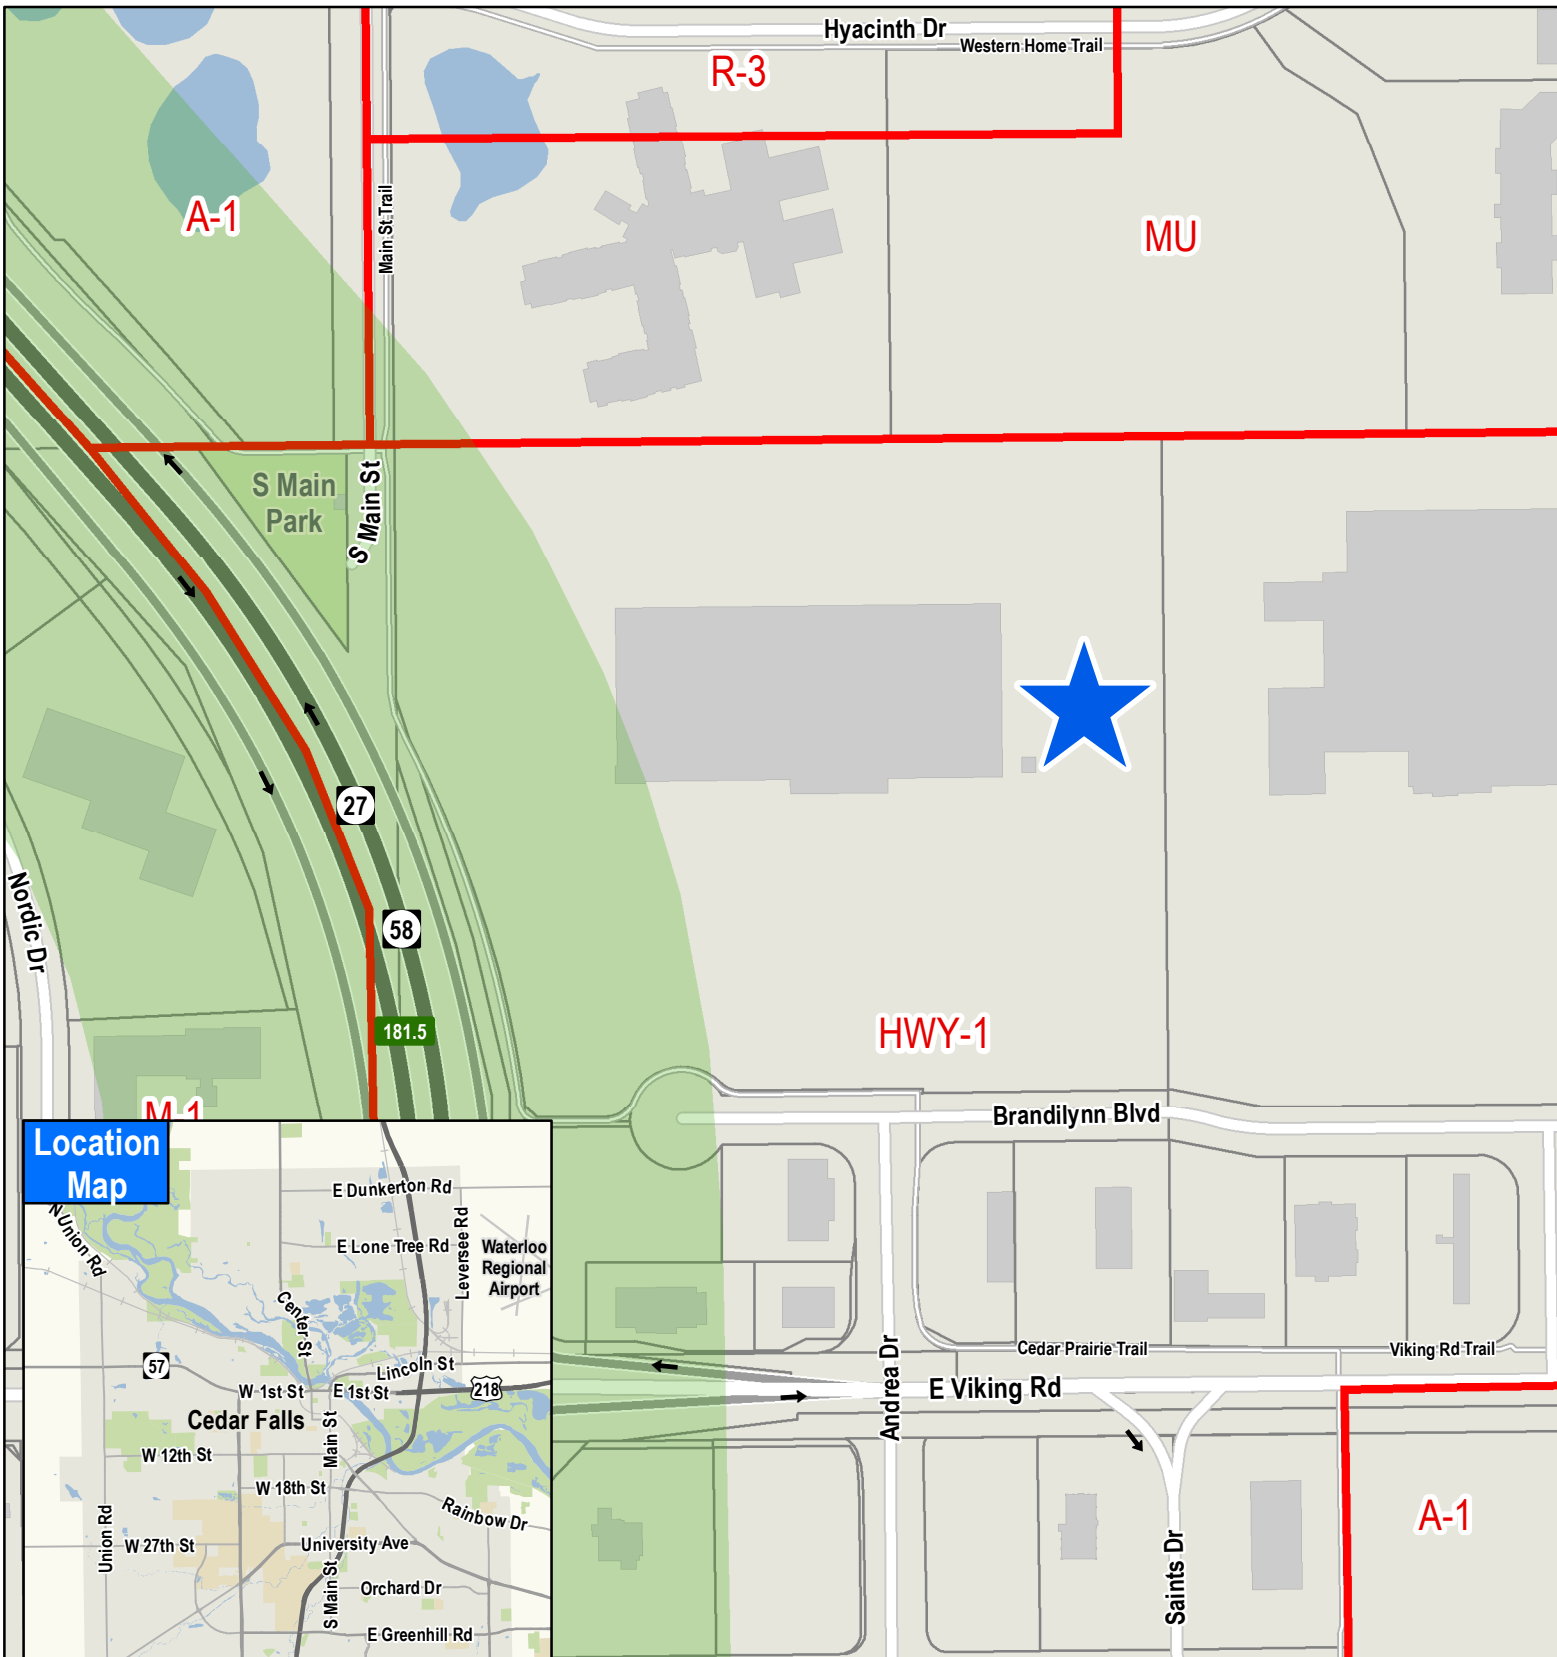 Hyacinth Dr
Western Home Trail
R-3
A-1
Main St Trail
MU
S Main
Park
S Main St
27
58
Nordic Dr
181.5
HWY-1
M-1
Brandilynn Blvd
Andrea Dr
Cedar Prairie Trail
Viking Rd Trail
E Viking Rd
Saints Dr
A-1
Location
Map
N Union Rd
E Dunkerton Rd
E Lone Tree Rd
Leversee Rd
Waterloo
Regional
Airport
Center St
57
Lincoln St
W 1st St
E 1st St
218
Cedar Falls
Main St
W 12th St
W 18th St
Rainbow Dr
Union Rd
W 27th St
University Ave
S Main St
Orchard Dr
E Greenhill Rd